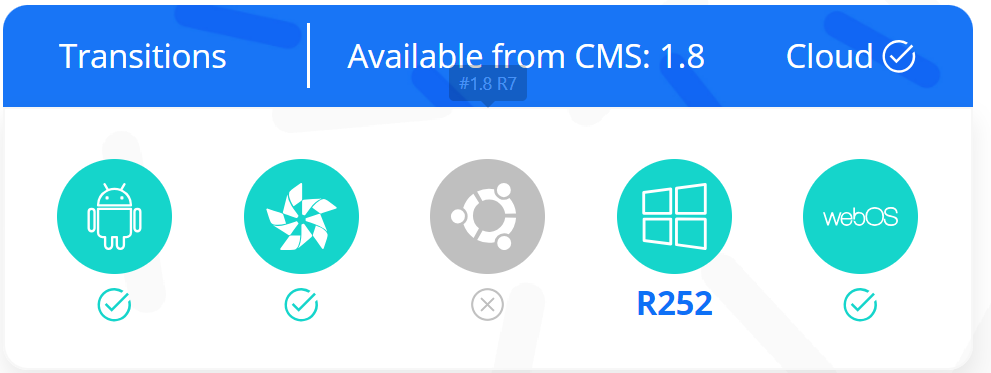 Transitions
Available from CMS: 1.8
Cloud
#1.8 R7
webOS
R252